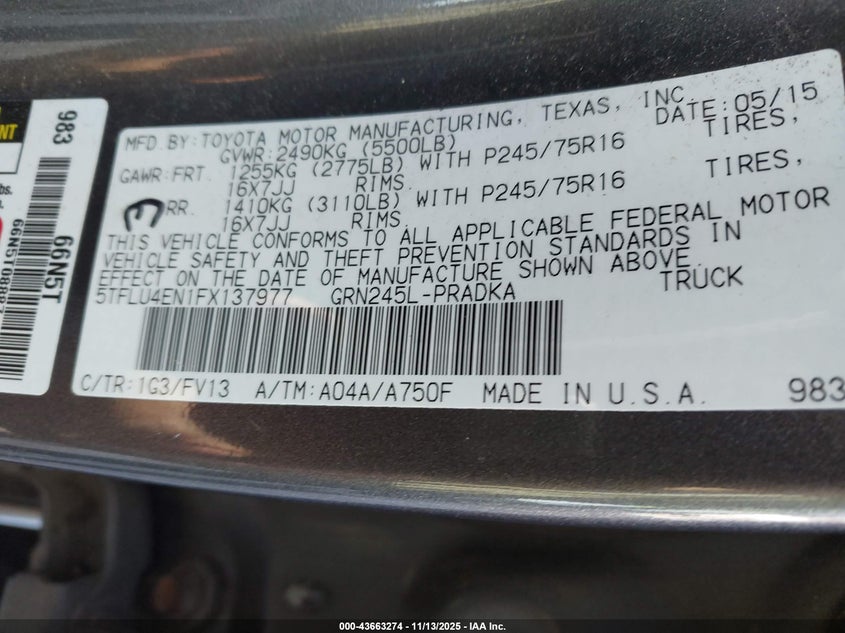 MFD. BY: TOYOTA MOTOR MANUFACTURING, TEXAS, INC. DATE: 05/15
GVWR: 2490KG (5500LB)
GAWR: FRT. 1255KG (2775LB) WITH P245/75R16 TIRES,
16X7JJ RIMS.
RR. 1410KG (3110LB) WITH P245/75R16 TIRES,
16X7JJ RIMS.
THIS VEHICLE CONFORMS TO ALL APPLICABLE FEDERAL MOTOR
VEHICLE SAFETY AND THEFT PREVENTION STANDARDS IN
EFFECT ON THE DATE OF MANUFACTURE SHOWN ABOVE.
5TFLU4EN1FX137977 GRN245L-PRADKA TRUCK
C/TR: 1G3/FV13 A/TM: A04A/A750F MADE IN U.S.A. 983
983
66N5T
000-43663274 - 11/13/2025 - IAA Inc.